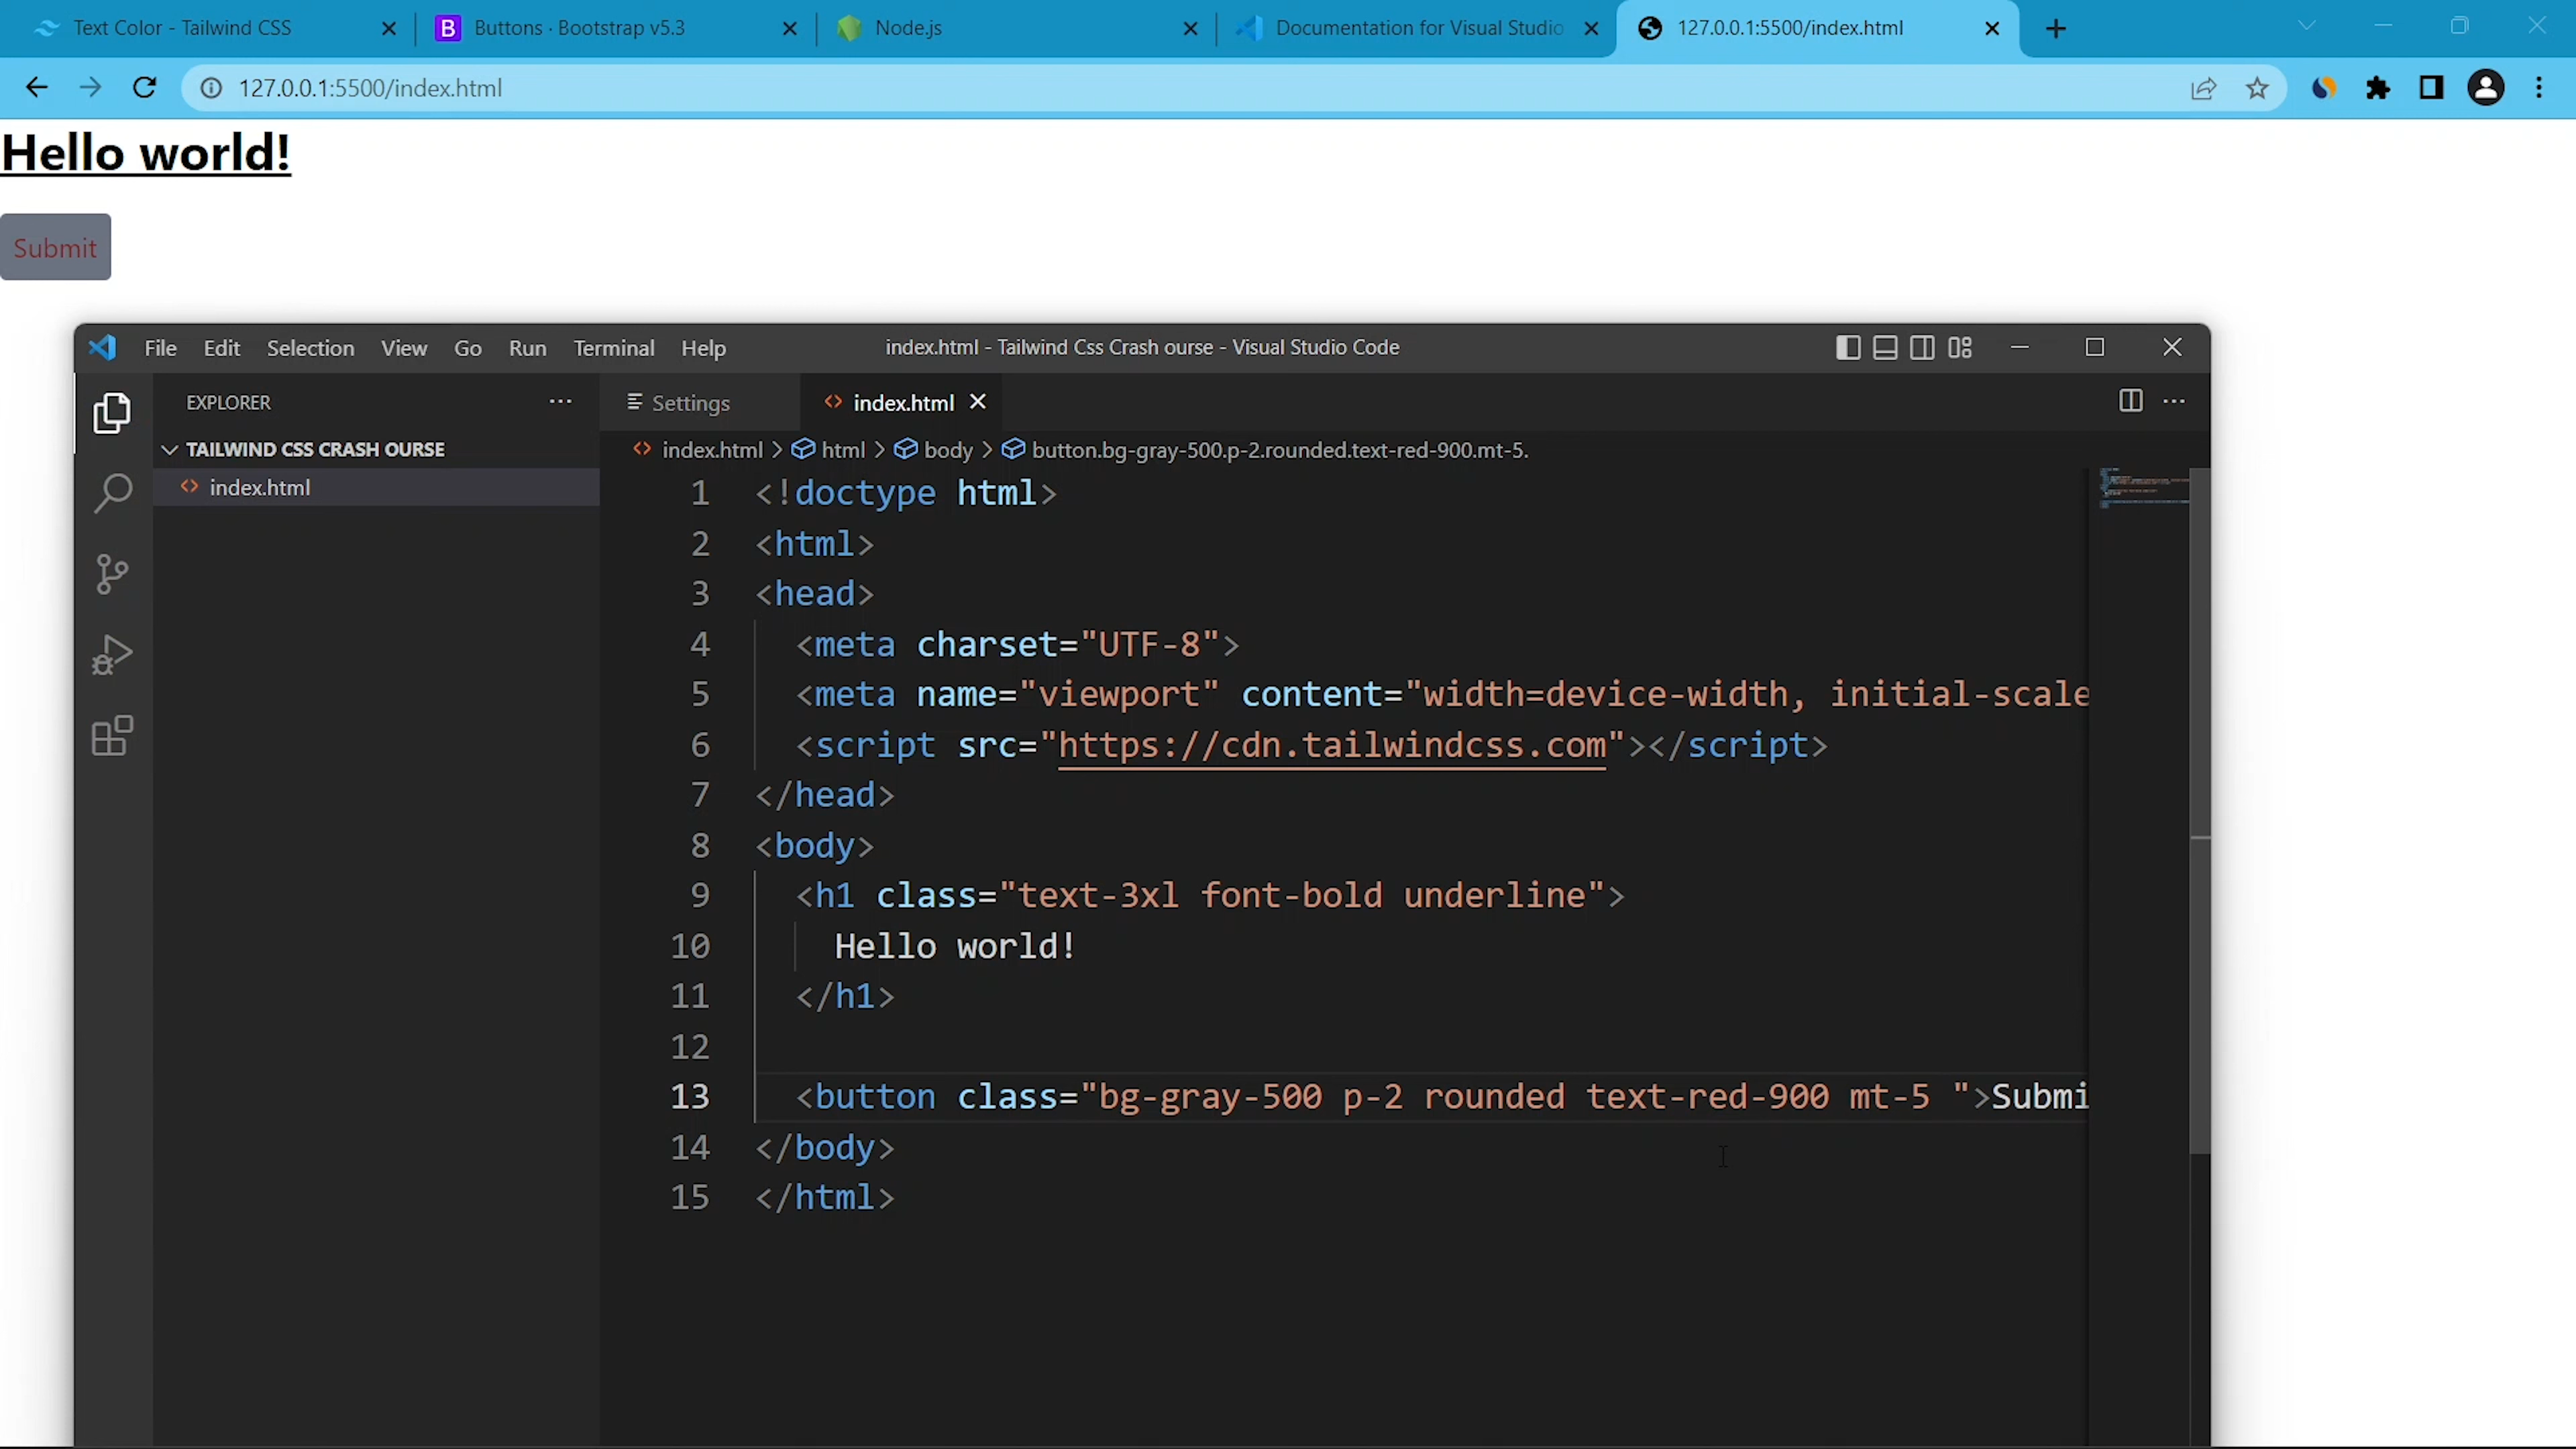 Text Color - Tailwind CSS
Buttons · Bootstrap v5.3
Node.js
Documentation for Visual Studio
127.0.0.1:5500/index.html
127.0.0.1:5500/index.html
Hello world!
Submit
File Edit Selection View Go Run Terminal Help
index.html - Tailwind Css Crash ourse - Visual Studio Code
EXPLORER
Settings
index.html
TAILWIND CSS CRASH OURSE
index.html
index.html > html > body > button.bg-gray-500.p-2.rounded.text-red-900.mt-5.
1 <!doctype html>
2 <html>
3 <head>
4 <meta charset="UTF-8">
5 <meta name="viewport" content="width=device-width, initial-scale
6 <script src="https://cdn.tailwindcss.com"></script>
7 </head>
8 <body>
9 <h1 class="text-3xl font-bold underline">
10 Hello world!
11 </h1>
12
13 <button class="bg-gray-500 p-2 rounded text-red-900 mt-5 ">Submi
14 </body>
15 </html>